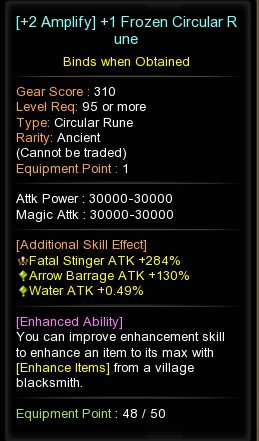 [+2 Amplify] +1 Frozen Circular R
une
Binds when Obtained
Gear Score : 310
Level Req: 95 or more
Type: Circular Rune
Rarity: Ancient
(Cannot be traded)
Equipment Point : 1
Attk Power : 30000-30000
Magic Attk : 30000-30000
[Additional Skill Effect]
Fatal Stinger ATK +284%
Arrow Barrage ATK +130%
Water ATK +0.49%
[Enhanced Ability]
You can improve enhancement skill
to enhance an item to its max with
[Enhance Items] from a village
blacksmith.
Equipment Point : 48 / 50